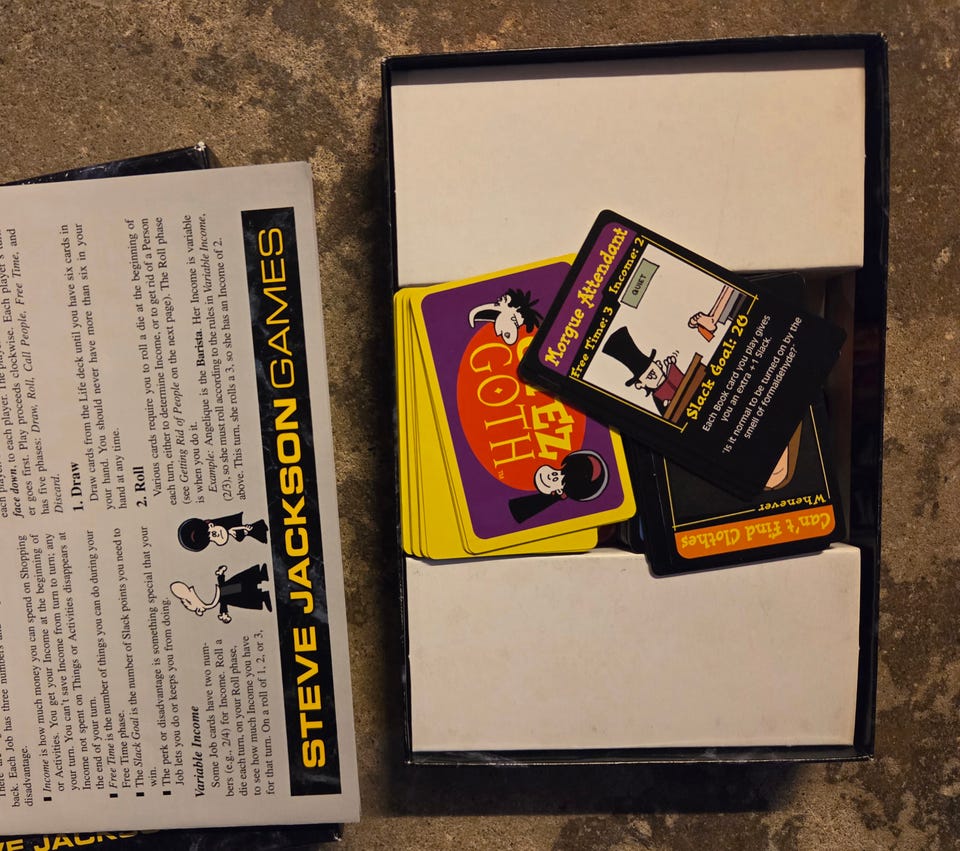 back. Each Job has three numbers
disadvantage.
■ Income is how much money you can spend on Shopping
or Activities. You get your Income at the beginning of
your turn. You can't save Income from turn to turn; any
Income not spent on Things or Activities disappears at
the end of your turn.
■ Free Time is the number of things you can do during your
Free Time phase.
■ The Slack Goal is the number of Slack points you need to
win.
■ The perk or disadvantage is something special that your
Job lets you do or keeps you from doing.
Variable Income
Some Job cards have two num-
bers (e.g., 2/4) for Income. Roll a
die each turn, on your Roll phase,
to see how much Income you have
for that turn. On a roll of 1, 2, or 3,
each player. The
face down, to each player. Each player's turn
er goes first. Play proceeds clockwise. Each
has five phases: Draw, Roll, Call People, Free Time, and
Discard.
1. Draw
Draw cards from the Life deck until you have six cards in
your hand. You should never have more than six in your
hand at any time.
2. Roll
Various cards require you to roll a die at the beginning of
each turn, either to determine Income, or to get rid of a Person
(see Getting Rid of People on the next page). The Roll phase
is when you do it.
Example: Angelique is the Barista. Her Income is variable
(2/3), so she must roll according to the rules in Variable Income,
above. This turn, she rolls a 3, so she has an Income of 2.
STEVE JACKSON GAMES
GOTH
Morgue Attendant
Free Time: 3 Income: 2
QUIET
Slack Goal: 26
Each Book card you play gives
you an extra +1 Slack.
"Is it normal to be turned on by the
smell of formaldehyde?"
Can't Find Clothes
Whenever